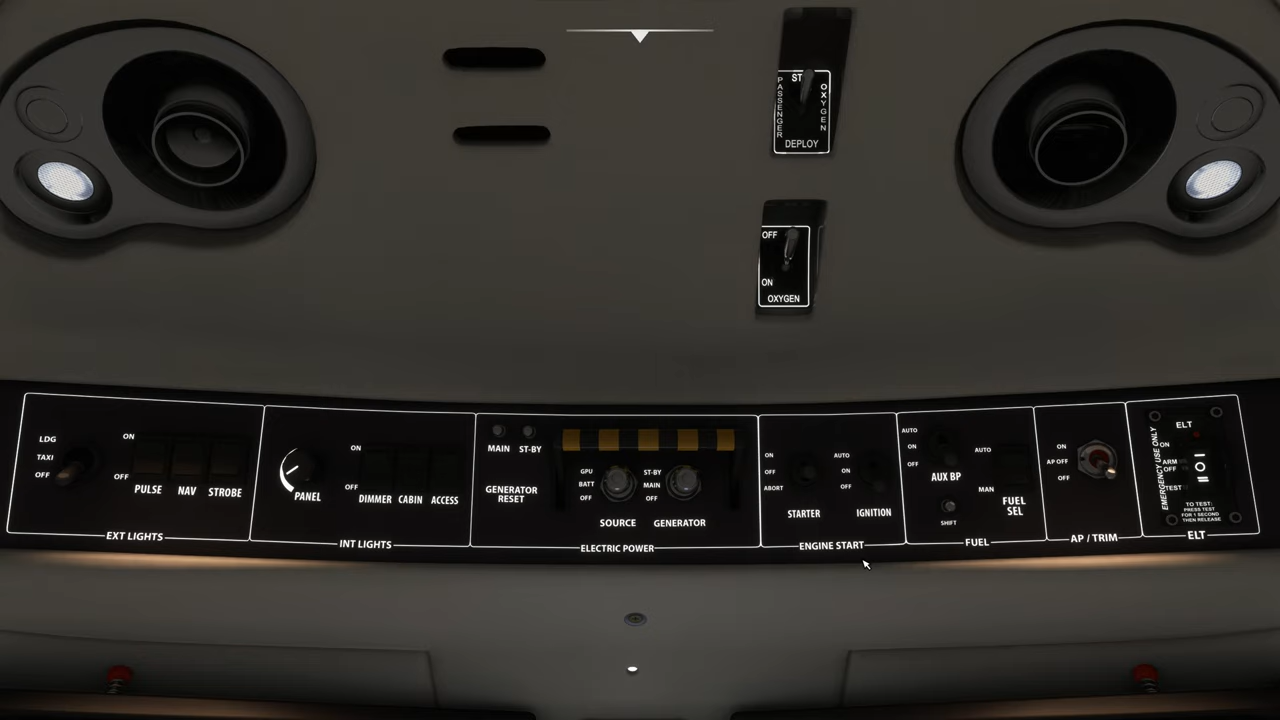 ST
PASSENGER
OXYGEN
DEPLOY
OFF
ON
OXYGEN
LDG
TAXI
OFF
ON
OFF
PULSE NAV STROBE
EXT LIGHTS
PANEL
ON
OFF
DIMMER CABIN ACCESS
INT LIGHTS
MAIN ST-BY
GENERATOR
RESET
GPU
BATT
OFF
ST-BY
MAIN
OFF
SOURCE GENERATOR
ELECTRIC POWER
ON
OFF
ABORT
STARTER
AUTO
ON
OFF
IGNITION
ENGINE START
AUTO
ON
OFF
AUX BP
SHIFT
AUTO
MAN
FUEL
SEL
FUEL
ON
AP OFF
OFF
AP / TRIM
EMERGENCY USE ONLY
ELT
ON
ARM
OFF
TEST
TO TEST:
PRESS TEST
FOR 1 SECOND
THEN RELEASE
ELT